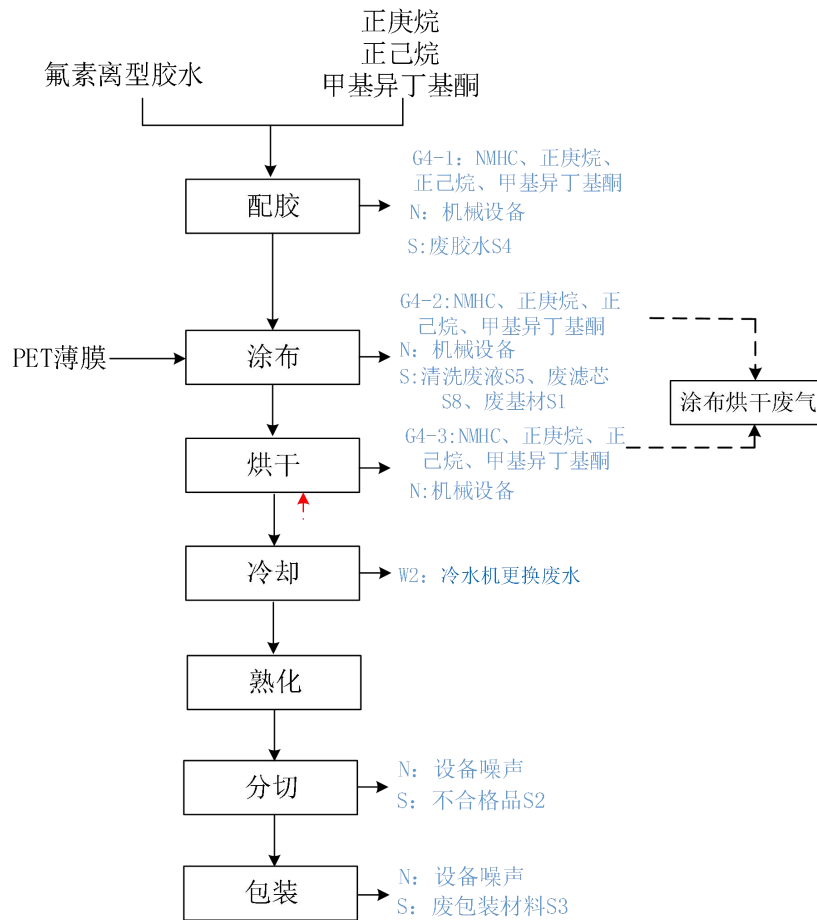 正庚烷
正己烷
氟素离型胶水
甲基异丁基酮
G4-1: NMHC、正庚烷、
正己烷、甲基异丁基酮
配胶
N: 机械设备
S:废胶水S4
G4-2:NMHC、正庚烷、正
己烷、甲基异丁基酮
PET薄膜
涂布
N: 机械设备
S:清洗废液S5、废滤芯
S8、废基材S1
涂布烘干废气
G4-3:NMHC、正庚烷、正
己烷、甲基异丁基酮
烘干
N:机械设备
冷却
W2: 冷水机更换废水
熟化
分切
N: 设备噪声
S: 不合格品S2
包装
N: 设备噪声
S: 废包装材料S3